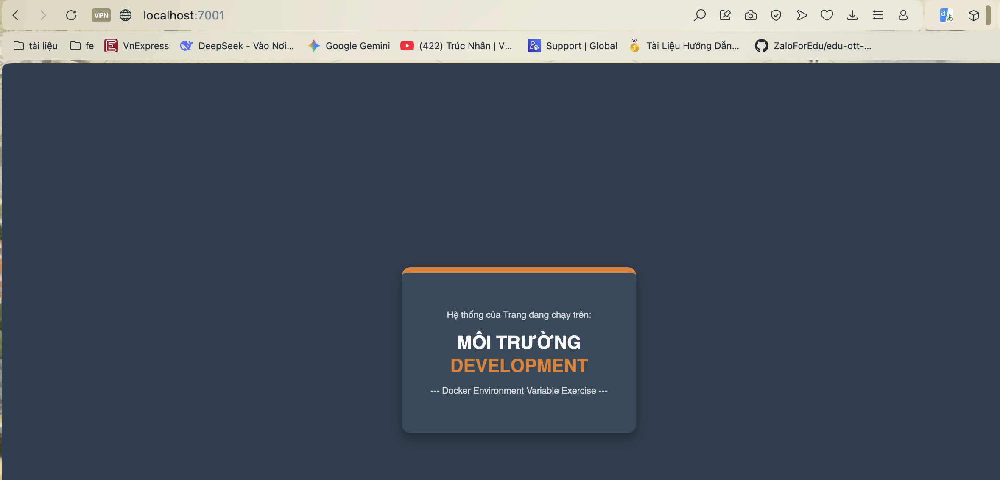 VPN localhost:7001
tài liệu fe VnExpress DeepSeek - Vào Nơi... Google Gemini (422) Trúc Nhân | V... Support | Global Tài Liệu Hướng Dẫn... ZaloForEdu/edu-ott-...
Hệ thống của Trang đang chạy trên:
MÔI TRƯỜNG
DEVELOPMENT
--- Docker Environment Variable Exercise ---